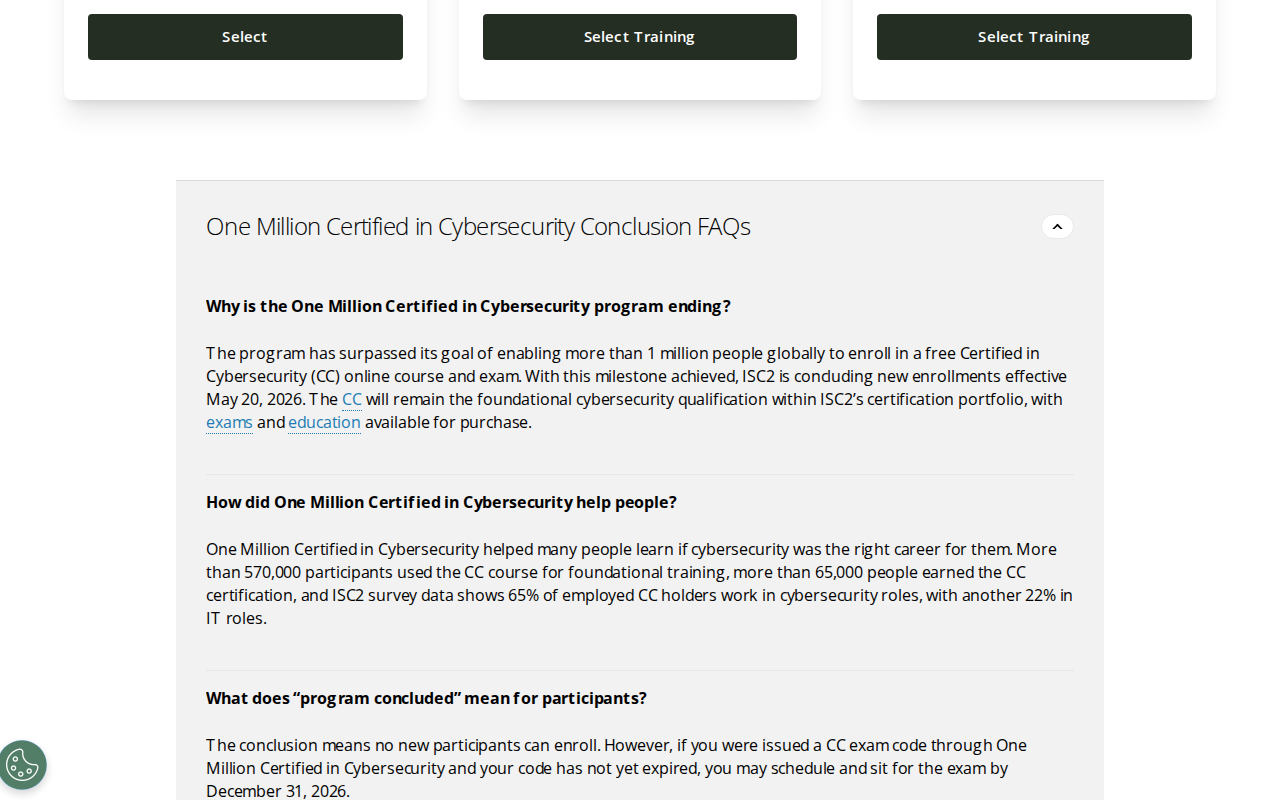 Select
Select Training
Select Training
One Million Certified in Cybersecurity Conclusion FAQs
Why is the One Million Certified in Cybersecurity program ending?
The program has surpassed its goal of enabling more than 1 million people globally to enroll in a free Certified in
Cybersecurity (CC) online course and exam. With this milestone achieved, ISC2 is concluding new enrollments effective
May 20, 2026. The CC will remain the foundational cybersecurity qualification within ISC2’s certification portfolio, with
exams and education available for purchase.
How did One Million Certified in Cybersecurity help people?
One Million Certified in Cybersecurity helped many people learn if cybersecurity was the right career for them. More
than 570,000 participants used the CC course for foundational training, more than 65,000 people earned the CC
certification, and ISC2 survey data shows 65% of employed CC holders work in cybersecurity roles, with another 22% in
IT roles.
What does “program concluded” mean for participants?
The conclusion means no new participants can enroll. However, if you were issued a CC exam code through One
Million Certified in Cybersecurity and your code has not yet expired, you may schedule and sit for the exam by
December 31, 2026.